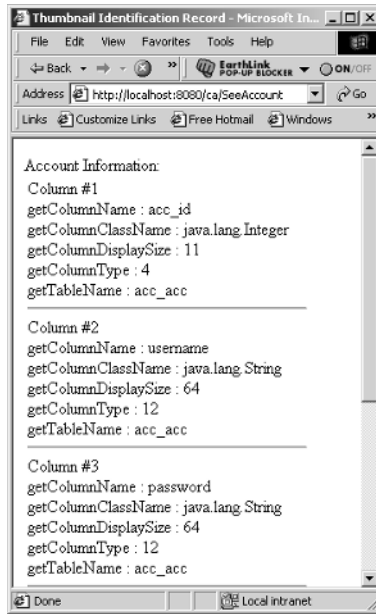 Thumbnail Identification Record - Microsoft In...
File Edit View Favorites Tools Help
Back » EarthLink POP-UP BLOCKER ON/OFF
Address http://localhost:8080/ca/SeeAccount Go
Links Customize Links Free Hotmail Windows »
Account Information:
Column #1
getColumnName : acc_id
getColumnClassName : java.lang.Integer
getColumnDisplaySize : 11
getColumnType : 4
getTableName : acc_acc
Column #2
getColumnName : username
getColumnClassName : java.lang.String
getColumnDisplaySize : 64
getColumnType : 12
getTableName : acc_acc
Column #3
getColumnName : password
getColumnClassName : java.lang.String
getColumnDisplaySize : 64
getColumnType : 12
getTableName : acc_acc
Done Local intranet